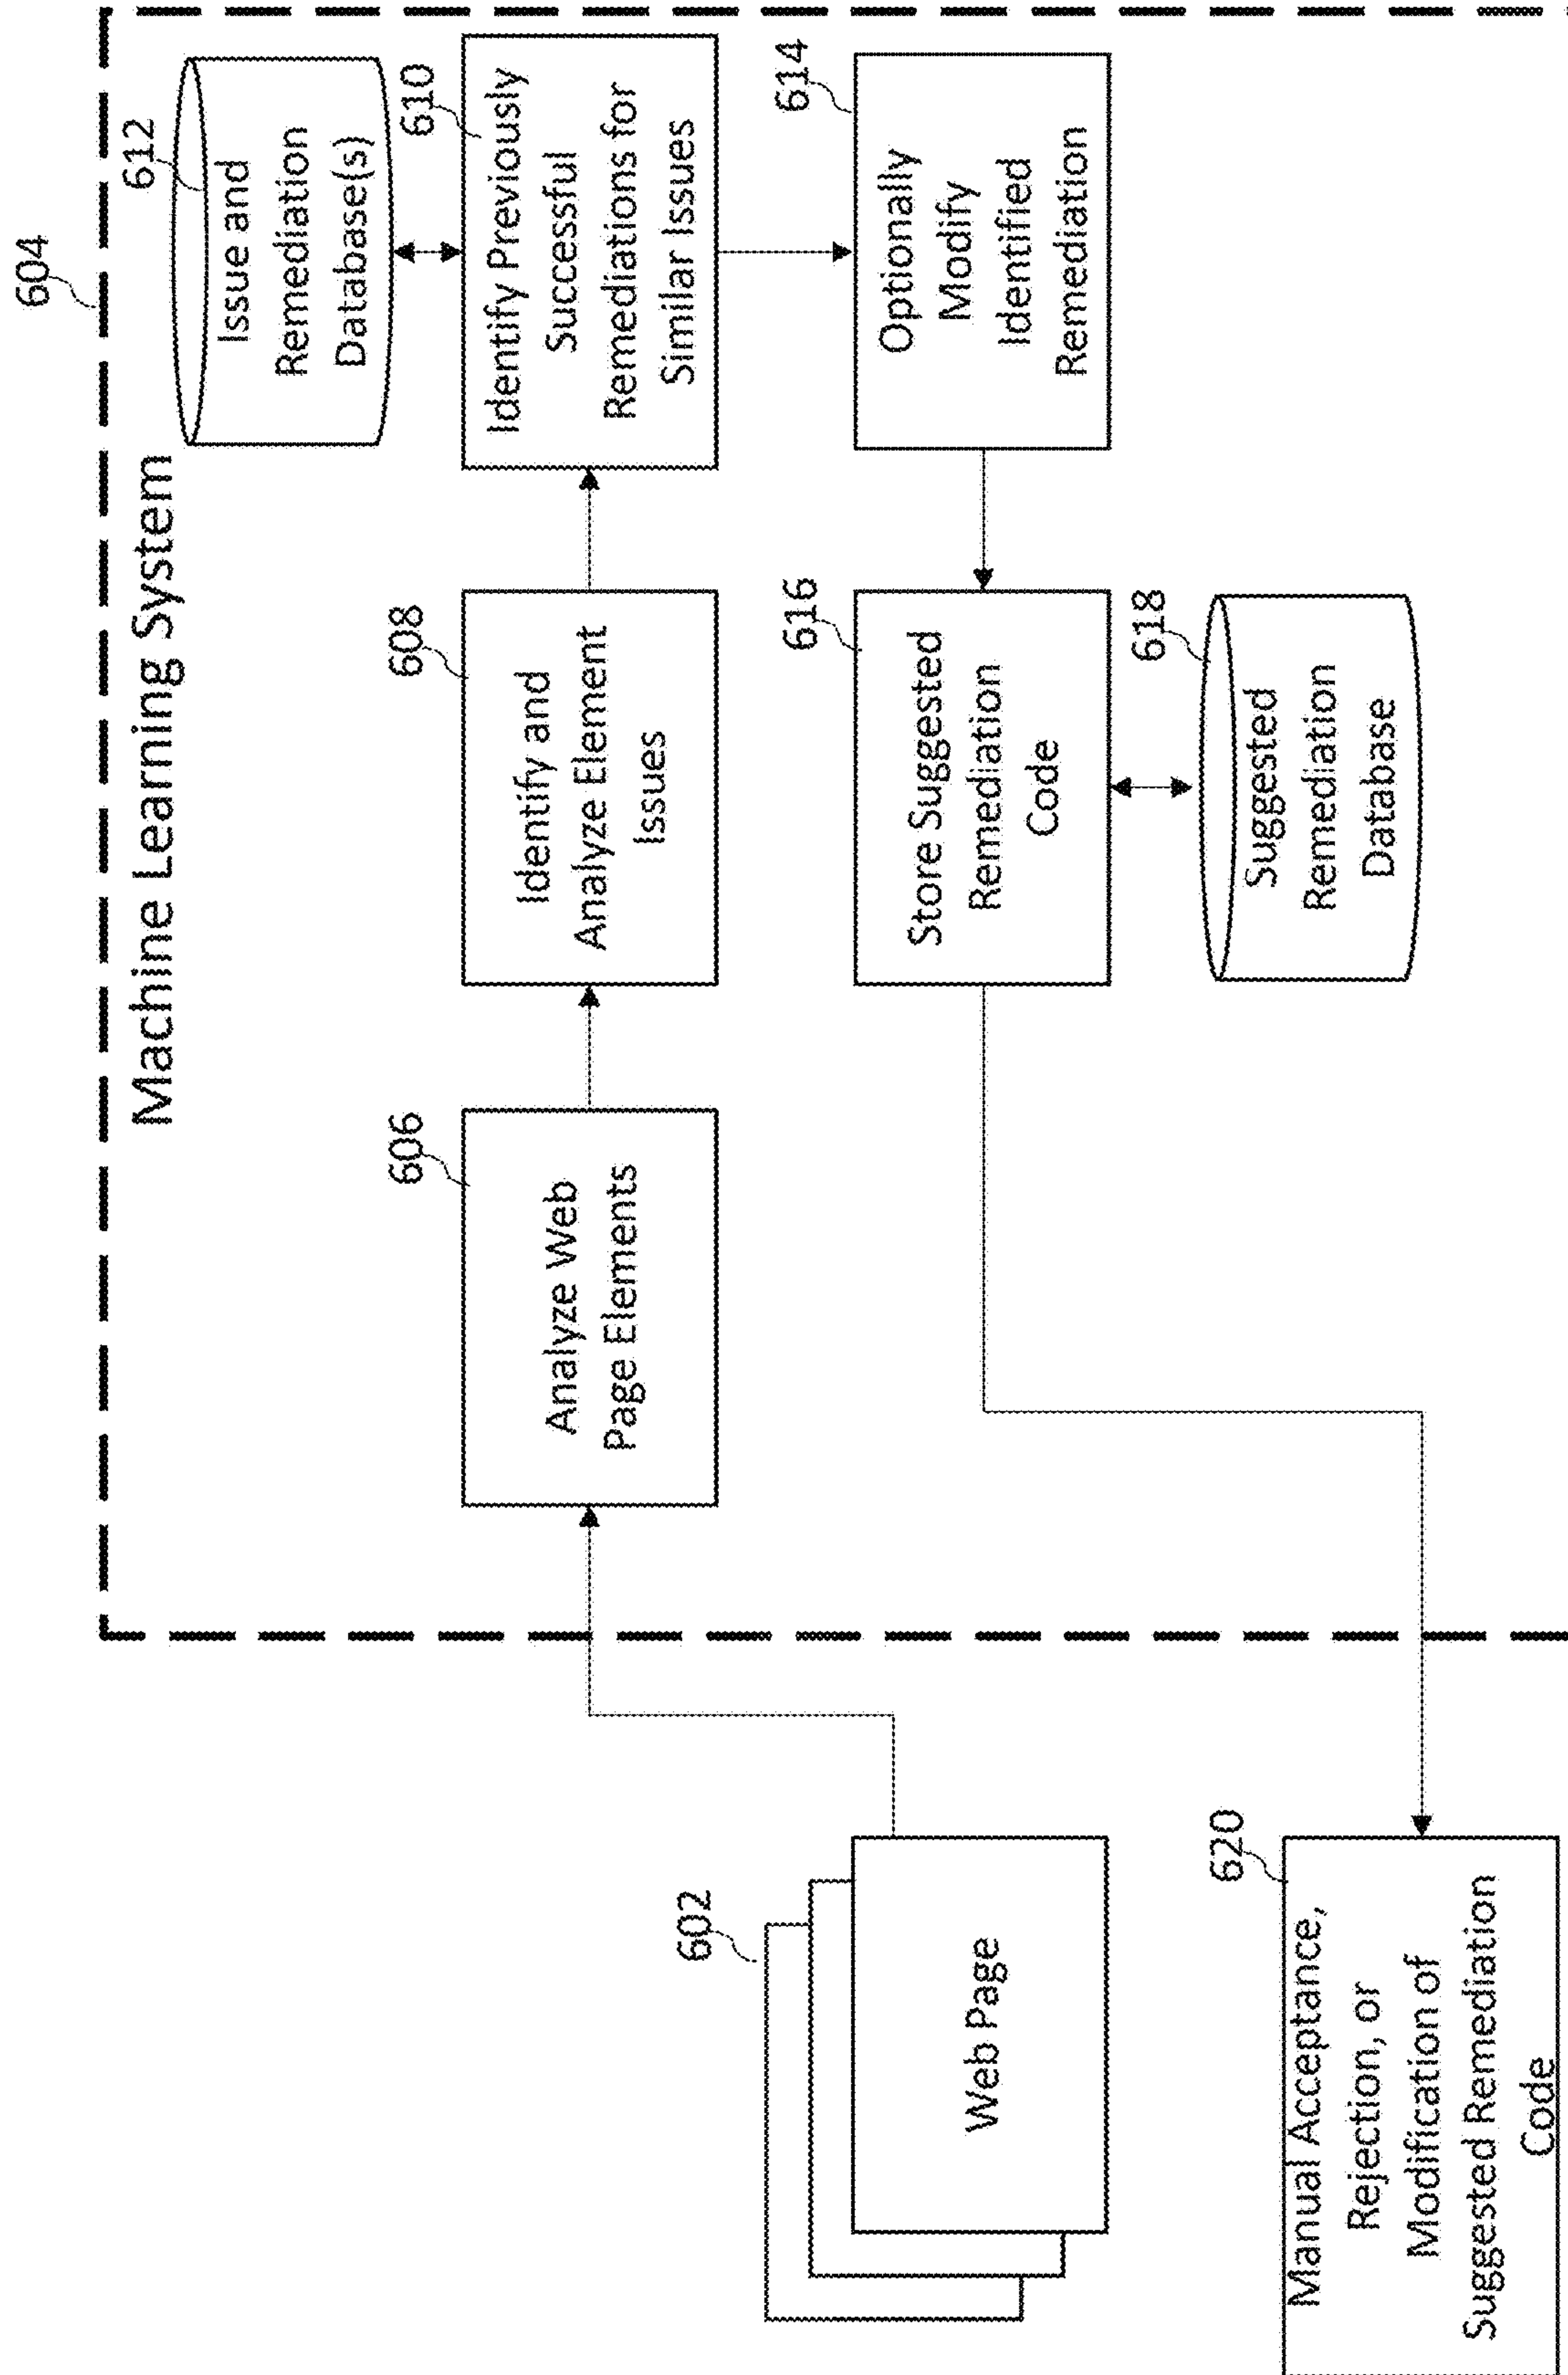 604
Machine Learning System
612
Issue and
Remediation
Database(s)
602
Web Page
606
Analyze Web
Page Elements
608
Identify and
Analyze Element
Issues
610
Identify Previously
Successful
Remediations for
Similar Issues
614
Optionally
Modify
Identified
Remediation
616
Store Suggested
Remediation
Code
618
Suggested
Remediation
Database
620
Manual Acceptance,
Rejection, or
Modification of
Suggested Remediation
Code